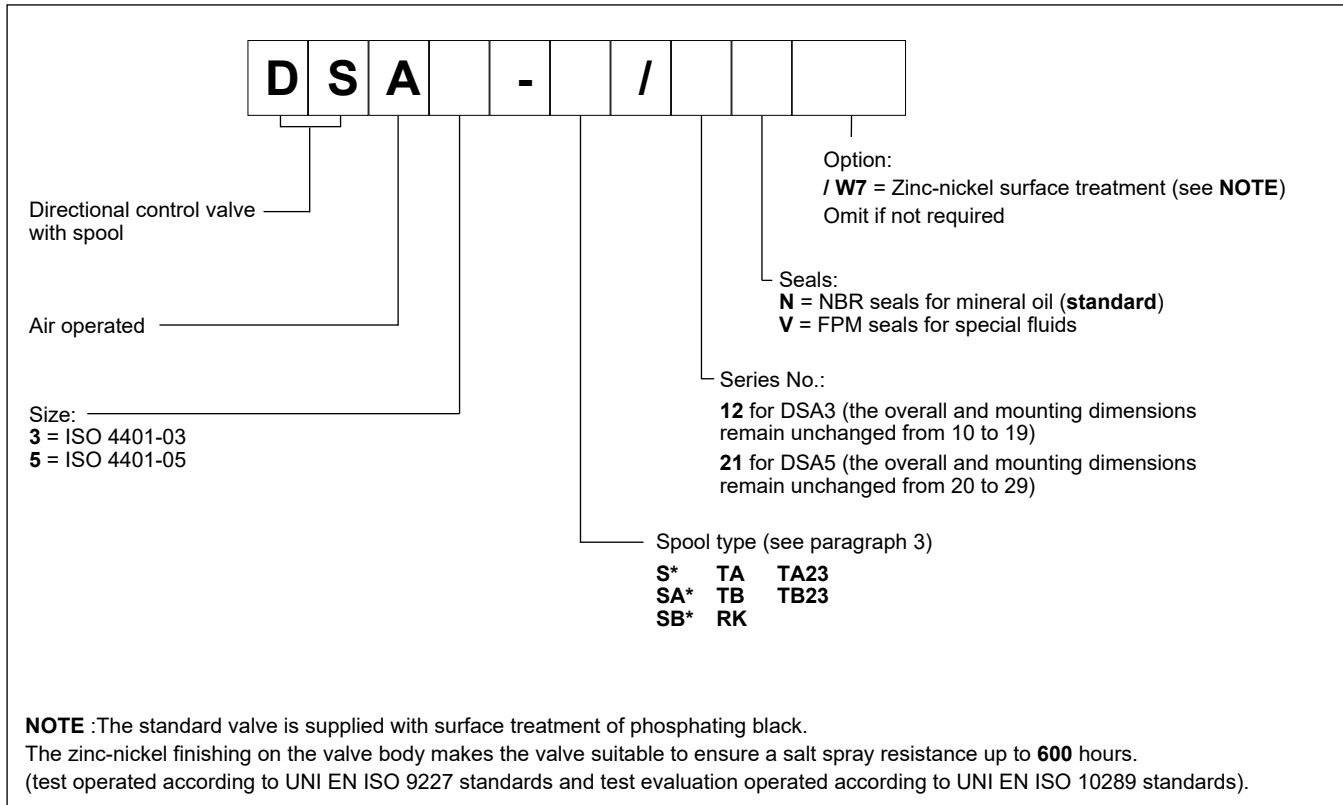 D S A - /
Option:
/ W7 = Zinc-nickel surface treatment (see NOTE)
Omit if not required
Directional control valve
with spool
Seals:
N = NBR seals for mineral oil (standard)
V = FPM seals for special fluids
Air operated
Series No.:
12 for DSA3 (the overall and mounting dimensions
remain unchanged from 10 to 19)
21 for DSA5 (the overall and mounting dimensions
remain unchanged from 20 to 29)
Size:
3 = ISO 4401-03
5 = ISO 4401-05
Spool type (see paragraph 3)
S* TA TA23
SA* TB TB23
SB* RK
NOTE :The standard valve is supplied with surface treatment of phosphating black.
The zinc-nickel finishing on the valve body makes the valve suitable to ensure a salt spray resistance up to 600 hours.
(test operated according to UNI EN ISO 9227 standards and test evaluation operated according to UNI EN ISO 10289 standards).